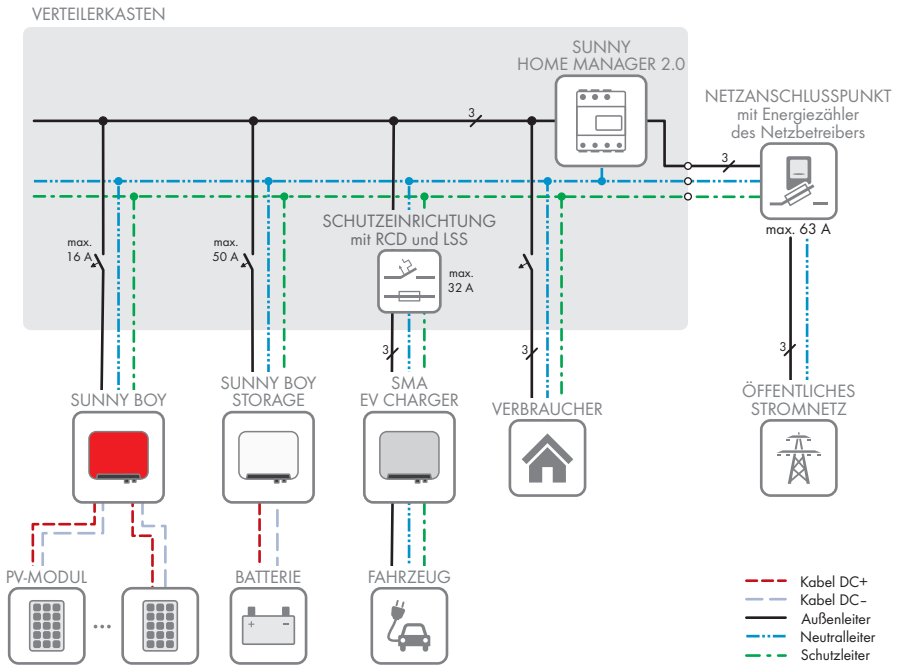 VERTEILERKASTEN
SUNNY
HOME MANAGER 2.0
NETZANSCHLUSSPUNKT
mit Energiezähler
des Netzbetreibers
3
3
max. 63 A
SCHUTZEINRICHTUNG
mit RCD und LSS
max.
16 A
max.
50 A
max.
32 A
3
3
3
SUNNY BOY
SUNNY BOY
STORAGE
SMA
EV CHARGER
VERBRAUCHER
ÖFFENTLICHES
STROMNETZ
PV-MODUL
...
BATTERIE
+ −
FAHRZEUG
Kabel DC+
Kabel DC–
Außenleiter
Neutralleiter
Schutzleiter